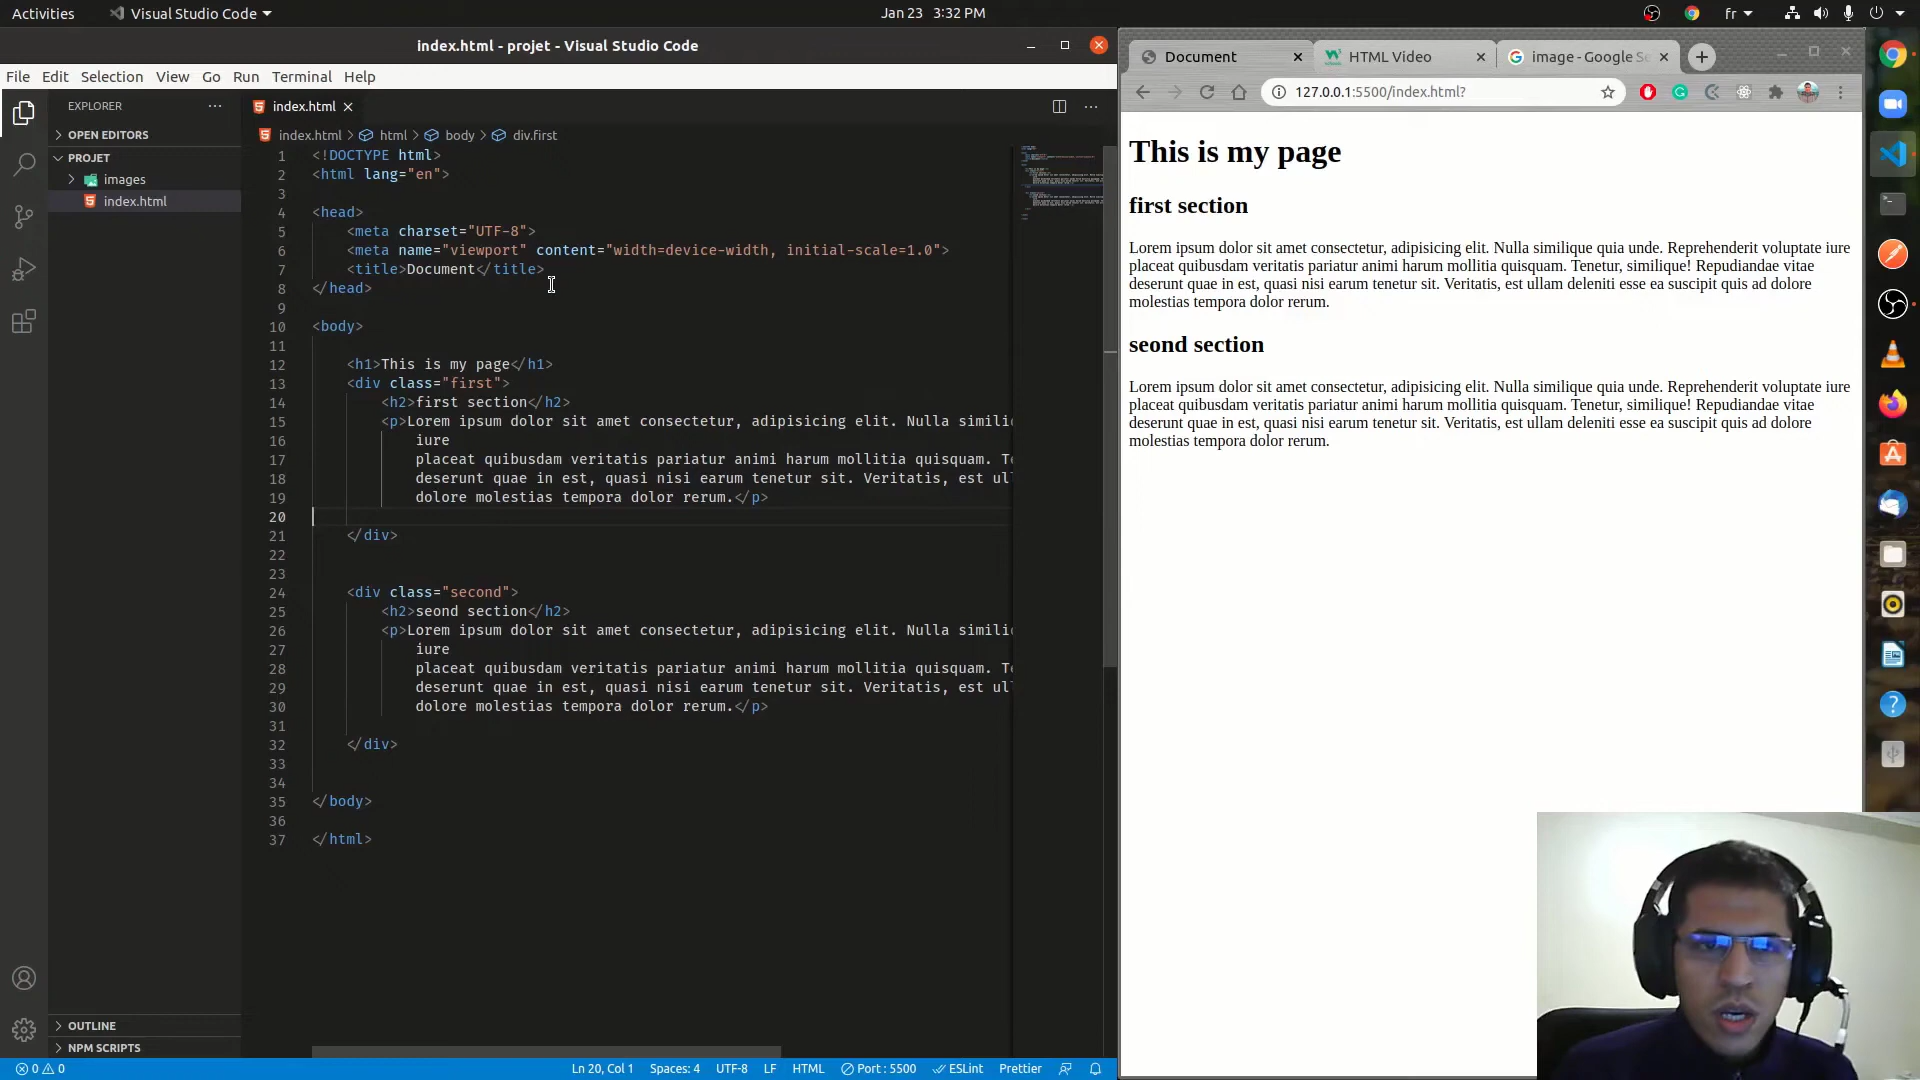 Activities
Visual Studio Code
Jan 23 3:32 PM
fr
index.html - projet - Visual Studio Code
File Edit Selection View Go Run Terminal Help
EXPLORER
OPEN EDITORS
PROJET
images
index.html
OUTLINE
NPM SCRIPTS
index.html
index.html > html > body > div.first
1 <!DOCTYPE html>
2 <html lang="en">
3
4 <head>
5 <meta charset="UTF-8">
6 <meta name="viewport" content="width=device-width, initial-scale=1.0">
7 <title>Document</title>
8 </head>
9
10 <body>
11
12 <h1>This is my page</h1>
13 <div class="first">
14 <h2>first section</h2>
15 <p>Lorem ipsum dolor sit amet consectetur, adipisicing elit. Nulla simili
16 iure
17 placeat quibusdam veritatis pariatur animi harum mollitia quisquam. Te
18 deserunt quae in est, quasi nisi earum tenetur sit. Veritatis, est ul
19 dolore molestias tempora dolor rerum.</p>
20
21 </div>
22
23
24 <div class="second">
25 <h2>seond section</h2>
26 <p>Lorem ipsum dolor sit amet consectetur, adipisicing elit. Nulla simili
27 iure
28 placeat quibusdam veritatis pariatur animi harum mollitia quisquam. Te
29 deserunt quae in est, quasi nisi earum tenetur sit. Veritatis, est ul
30 dolore molestias tempora dolor rerum.</p>
31
32 </div>
33
34
35 </body>
36
37 </html>
0 0
Ln 20, Col 1 Spaces: 4 UTF-8 LF HTML Port : 5500 ESLint Prettier
Document
HTML Video
image - Google Se
127.0.0.1:5500/index.html?
This is my page
first section
Lorem ipsum dolor sit amet consectetur, adipisicing elit. Nulla similique quia unde. Reprehenderit voluptate iure
placeat quibusdam veritatis pariatur animi harum mollitia quisquam. Tenetur, similique! Repudiandae vitae
deserunt quae in est, quasi nisi earum tenetur sit. Veritatis, est ullam deleniti esse ea suscipit quis ad dolore
molestias tempora dolor rerum.
seond section
Lorem ipsum dolor sit amet consectetur, adipisicing elit. Nulla similique quia unde. Reprehenderit voluptate iure
placeat quibusdam veritatis pariatur animi harum mollitia quisquam. Tenetur, similique! Repudiandae vitae
deserunt quae in est, quasi nisi earum tenetur sit. Veritatis, est ullam deleniti esse ea suscipit quis ad dolore
molestias tempora dolor rerum.